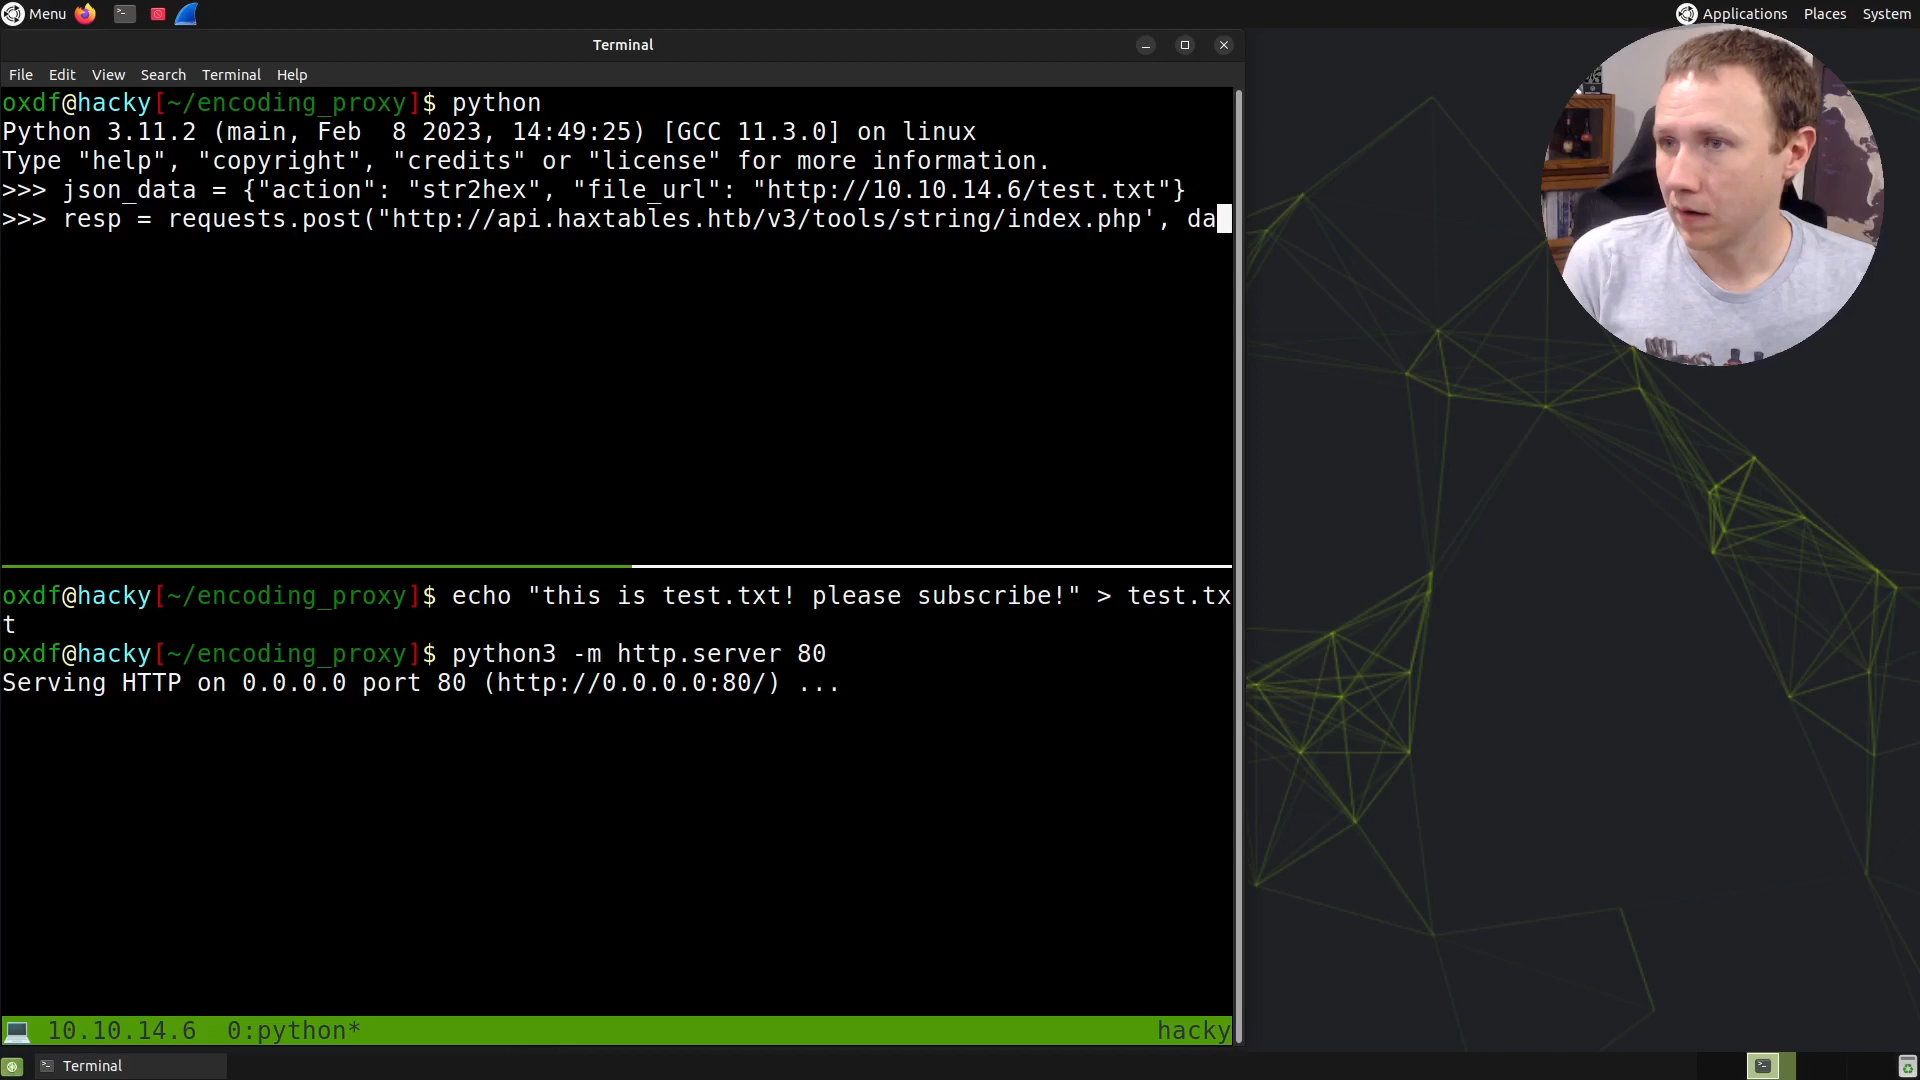 Menu
Applications Places System
Terminal
File Edit View Search Terminal Help
oxdf@hacky[~/encoding_proxy]$ python
Python 3.11.2 (main, Feb  8 2023, 14:49:25) [GCC 11.3.0] on linux
Type "help", "copyright", "credits" or "license" for more information.
>>> json_data = {"action": "str2hex", "file_url": "http://10.10.14.6/test.txt"}
>>> resp = requests.post("http://api.haxtables.htb/v3/tools/string/index.php', da
oxdf@hacky[~/encoding_proxy]$ echo "this is test.txt! please subscribe!" > test.tx
t
oxdf@hacky[~/encoding_proxy]$ python3 -m http.server 80
Serving HTTP on 0.0.0.0 port 80 (http://0.0.0.0:80/) ...
10.10.14.6  0:python* hacky
Terminal